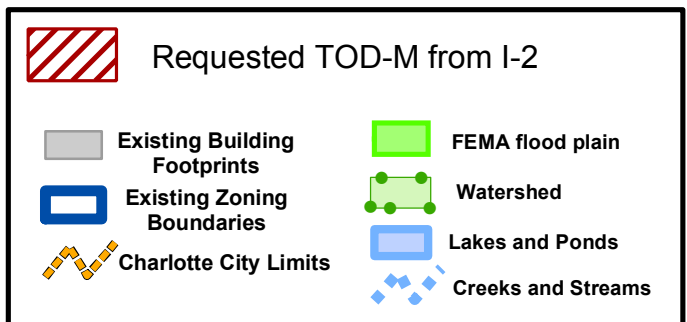 Requested TOD-M from I-2
Existing Building
Footprints
Existing Zoning
Boundaries
Charlotte City Limits
FEMA flood plain
Watershed
Lakes and Ponds
Creeks and Streams